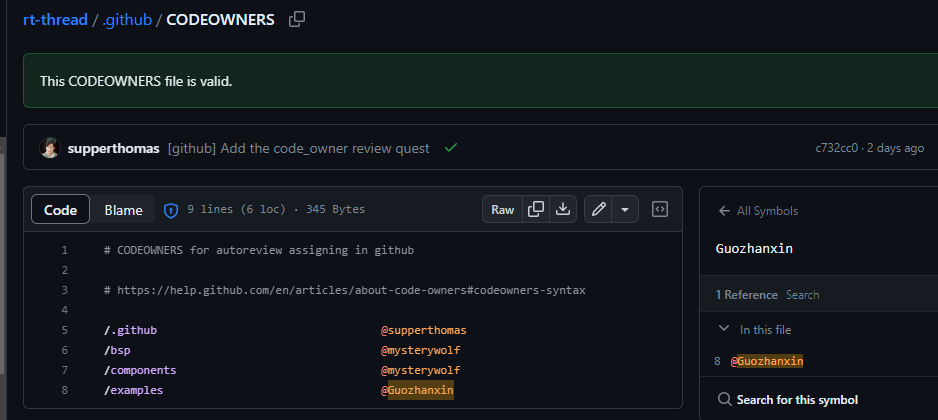 rt-thread / .github / CODEOWNERS
This CODEOWNERS file is valid.
supperthomas [github] Add the code_owner review quest c732cc0 · 2 days ago
Code Blame 9 lines (6 loc) · 345 Bytes Raw
1 # CODEOWNERS for autoreview assigning in github
2
3 # https://help.github.com/en/articles/about-code-owners#codeowners-syntax
4
5 /.github @supperthomas
6 /bsp @mysterywolf
7 /components @mysterywolf
8 /examples @Guozhanxin
All Symbols
Guozhanxin
1 Reference Search
In this file
8 @Guozhanxin
Search for this symbol